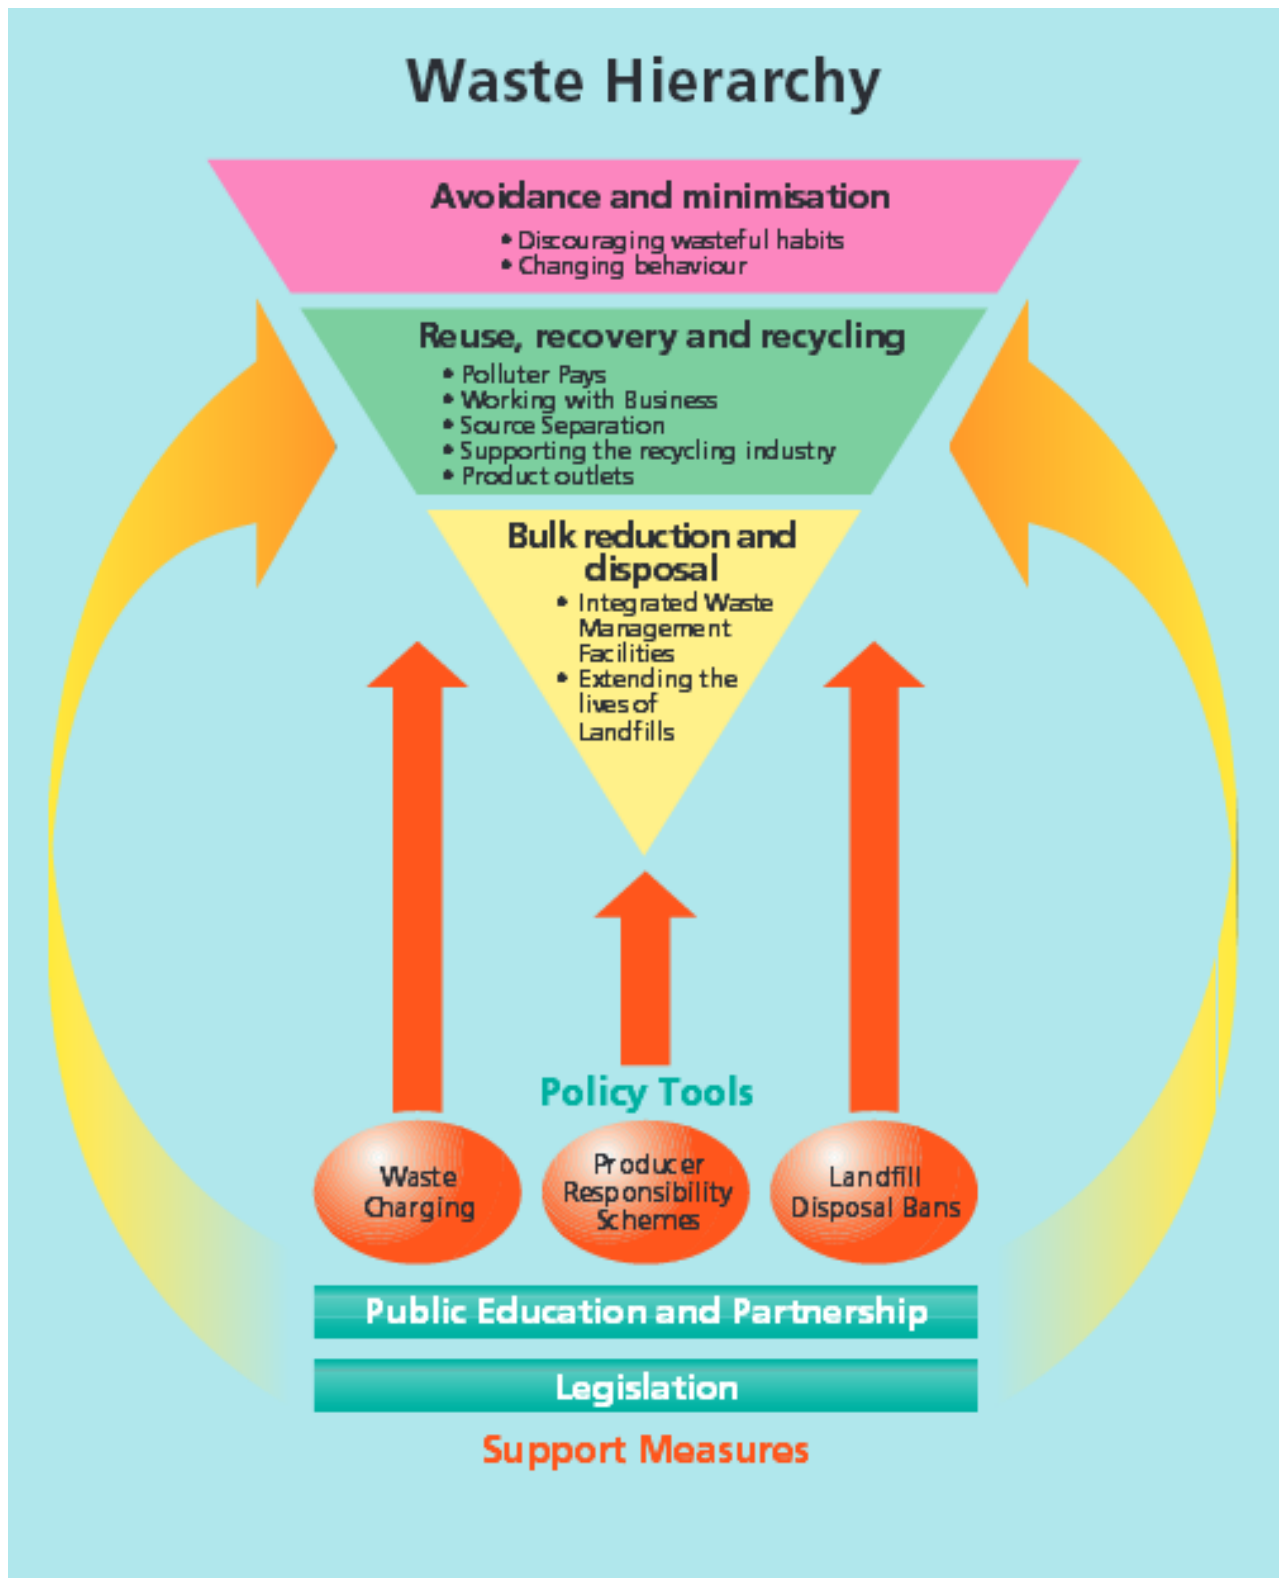 Waste Hierarchy
Avoidance and minimisation
• Discouraging wasteful habits
• Changing behaviour
Reuse, recovery and recycling
• Polluter Pays
• Working with Business
• Source Separation
• Supporting the recycling industry
• Product outlets
Bulk reduction and
disposal
• Integrated Waste
Management
Facilities
• Extending the
lives of
Landfills
Policy Tools
Waste
Charging
Producer
Responsibility
Schemes
Landfill
Disposal Bans
Public Education and Partnership
Legislation
Support Measures